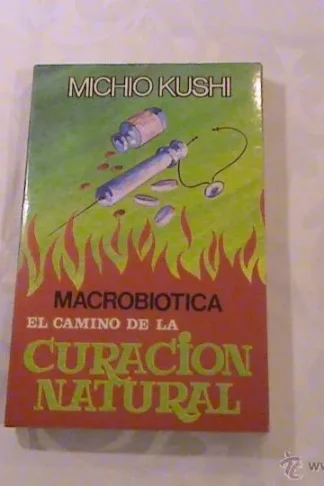 MICHIO KUSHI
MACROBIOTICA
EL CAMINO DE LA
CURACION
NATURAL